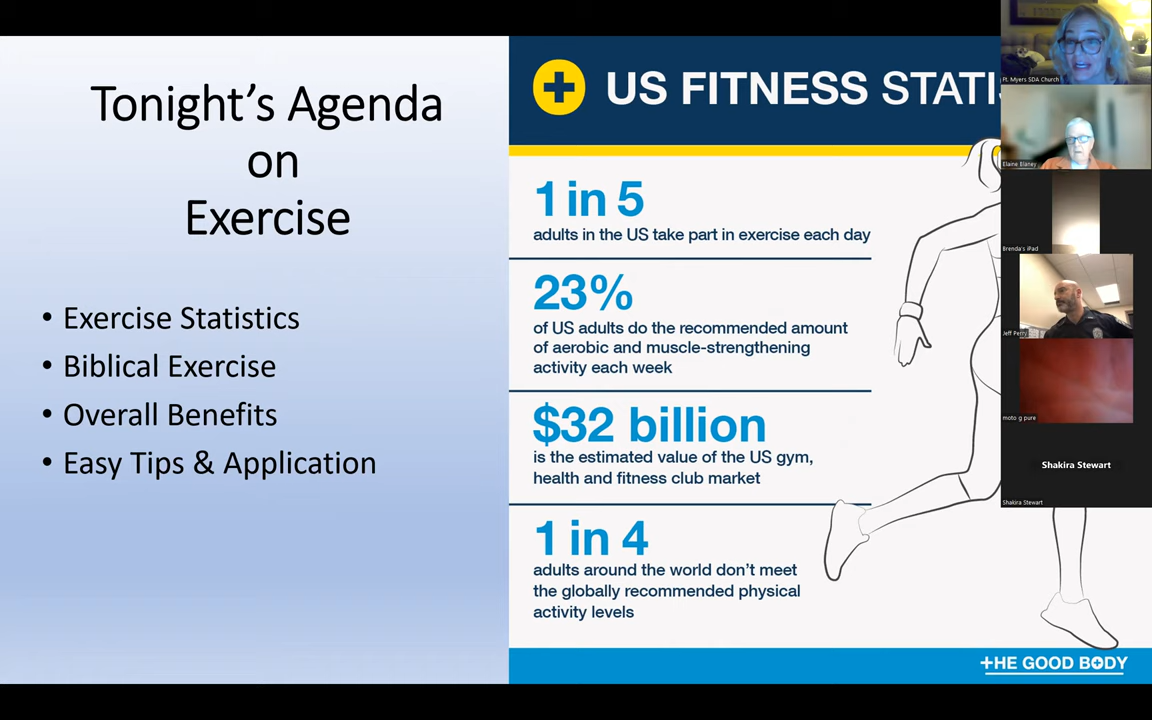 Tonight's Agenda
on
Exercise
• Exercise Statistics
• Biblical Exercise
• Overall Benefits
• Easy Tips & Application
US FITNESS STATI
1 in 5
adults in the US take part in exercise each day
23%
of US adults do the recommended amount
of aerobic and muscle-strengthening
activity each week
$32 billion
is the estimated value of the US gym,
health and fitness club market
1 in 4
adults around the world don't meet
the globally recommended physical
activity levels
THE GOOD BODY
Ft. Myers SDA Church
Elaine Elaney
Brenda's iPad
Jeff Perry
moto g pure
Shakira Stewart
Shakira Stewart